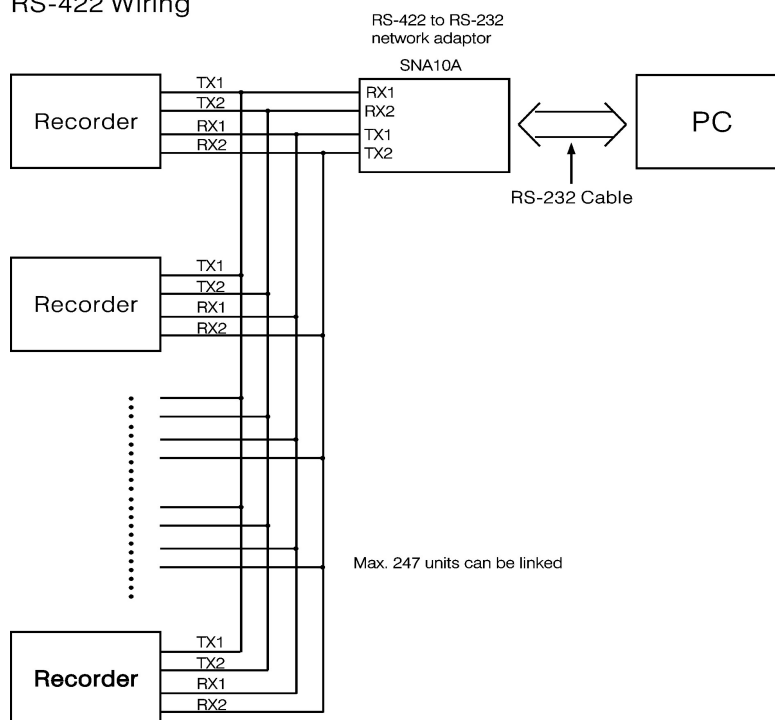 RS-422 Wiring
RS-422 to RS-232
network adaptor
SNA10A
Recorder
TX1
TX2
RX1
RX2
RX1
RX2
TX1
TX2
PC
RS-232 Cable
Recorder
TX1
TX2
RX1
RX2
Max. 247 units can be linked
Recorder
TX1
TX2
RX1
RX2